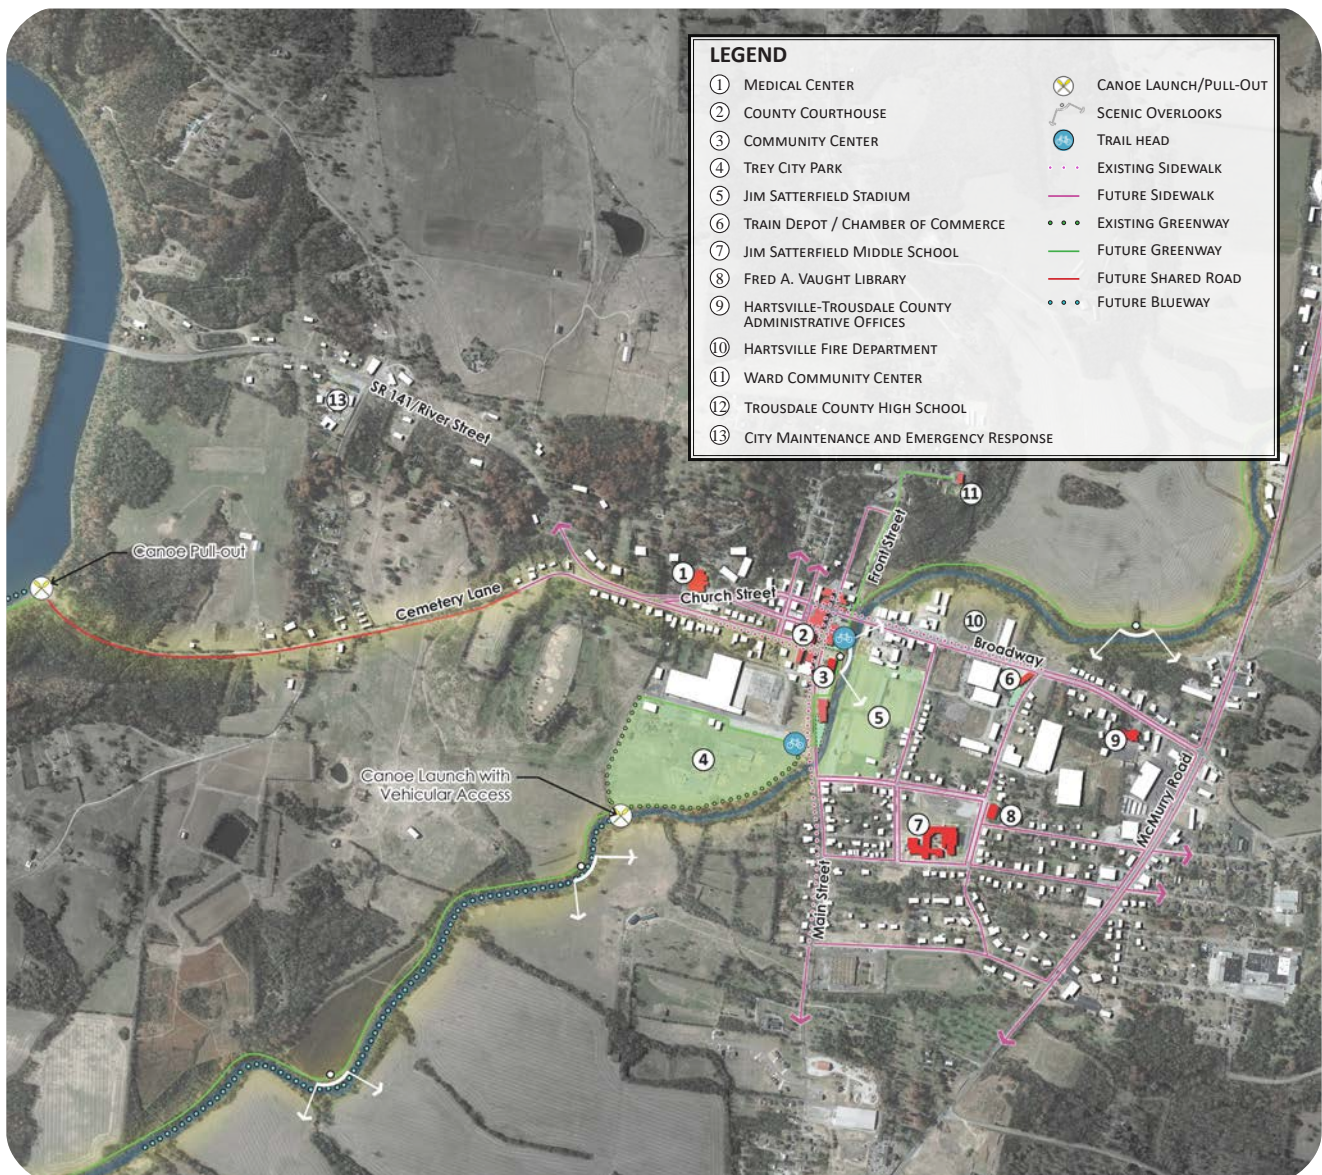 LEGEND
1 MEDICAL CENTER
2 COUNTY COURTHOUSE
3 COMMUNITY CENTER
4 TREY CITY PARK
5 JIM SATTERFIELD STADIUM
6 TRAIN DEPOT / CHAMBER OF COMMERCE
7 JIM SATTERFIELD MIDDLE SCHOOL
8 FRED A. VAUGHT LIBRARY
9 HARTSVILLE-TROUSDALE COUNTY
ADMINISTRATIVE OFFICES
10 HARTSVILLE FIRE DEPARTMENT
11 WARD COMMUNITY CENTER
12 TROUSDALE COUNTY HIGH SCHOOL
13 CITY MAINTENANCE AND EMERGENCY RESPONSE
CANOE LAUNCH/PULL-OUT
SCENIC OVERLOOKS
TRAIL HEAD
EXISTING SIDEWALK
FUTURE SIDEWALK
EXISTING GREENWAY
FUTURE GREENWAY
FUTURE SHARED ROAD
FUTURE BLUEWAY
13
SR 141/River Street
11
Front Street
Canoe Pull-out
1
Church Street
Cemetery Lane
2
10
Broadway
3
6
5
9
4
Canoe Launch with
Vehicular Access
McMurry Road
8
7
Main Street